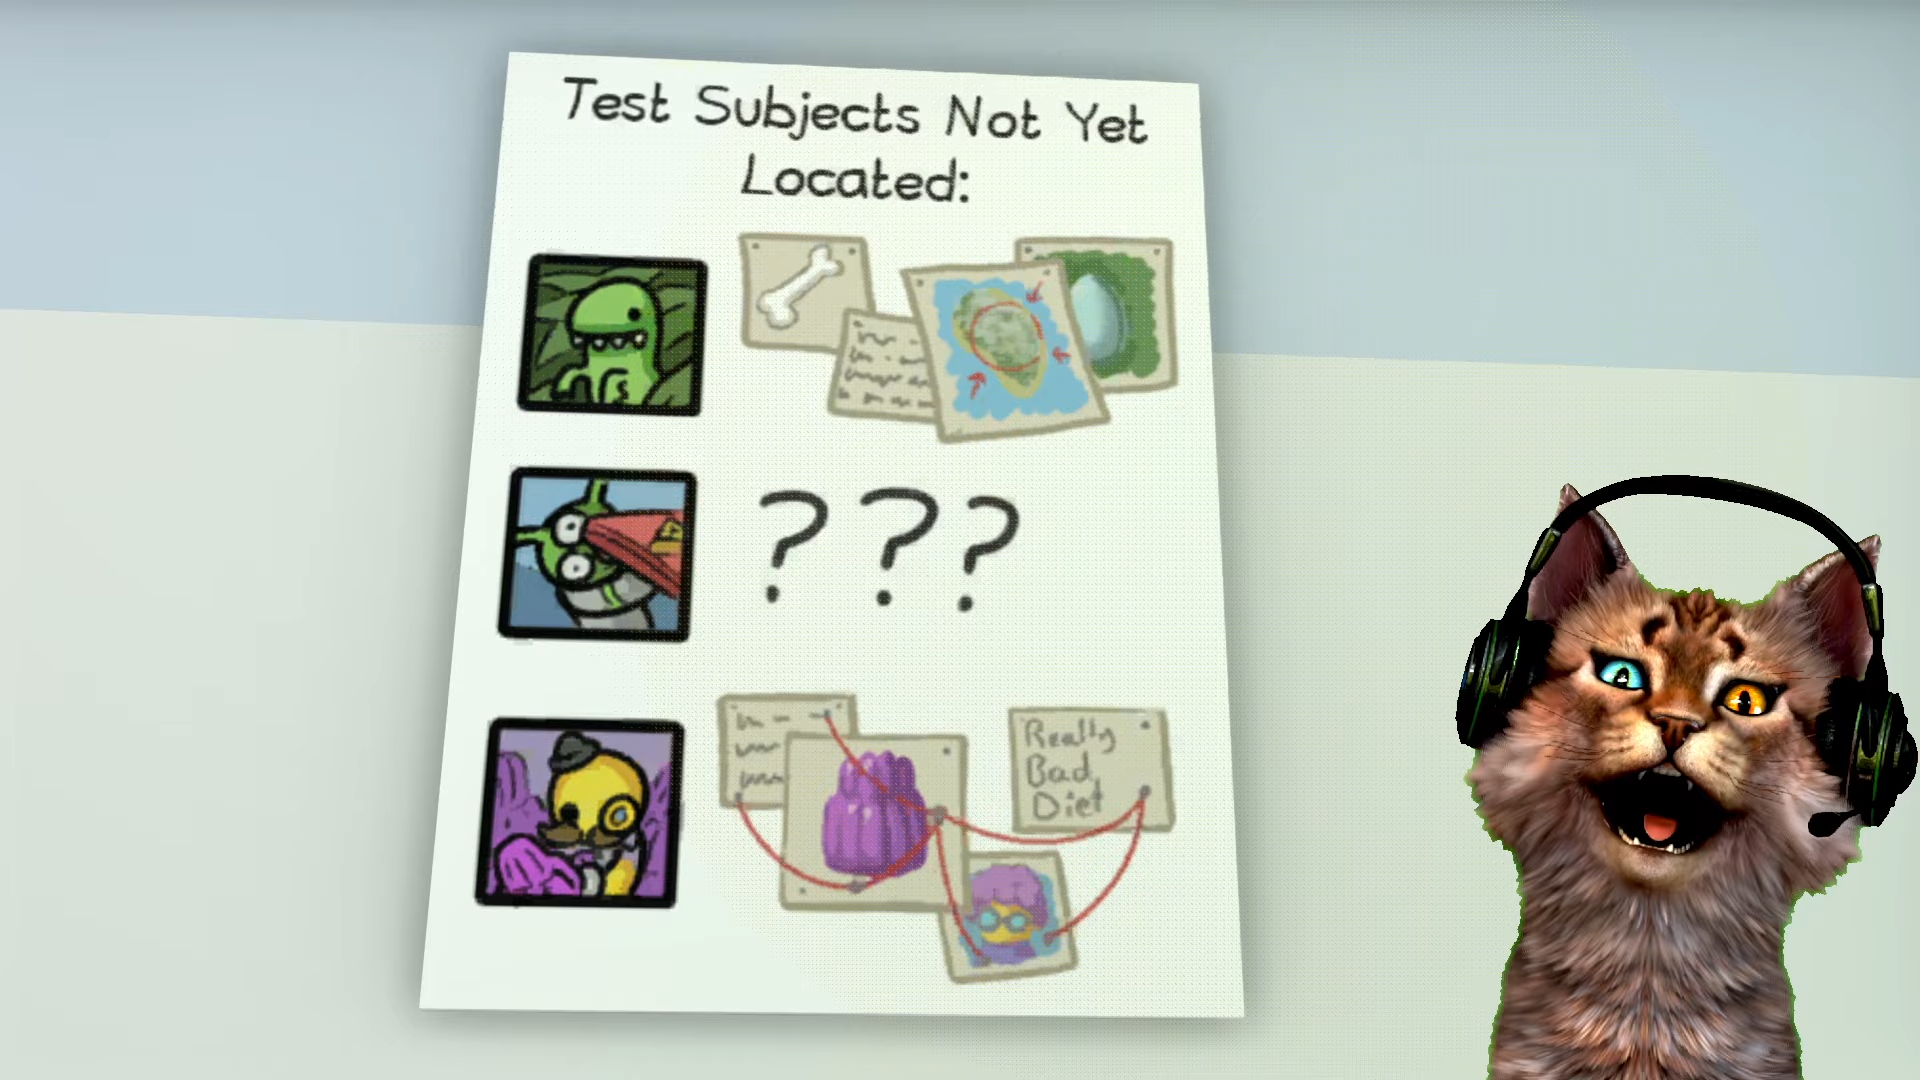 Test Subjects Not Yet
Located:
? ? ?
Really
Bad
Diet